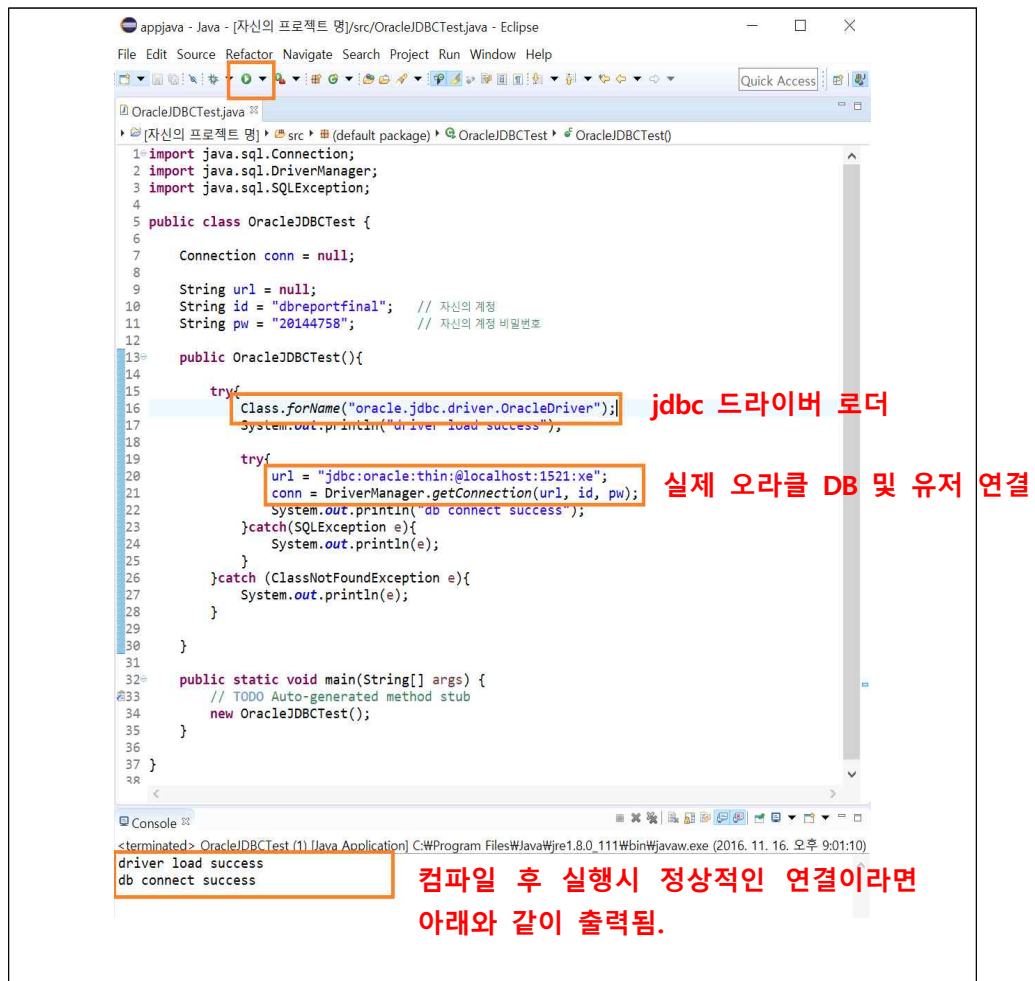 appjava - Java - [자신의 프로젝트 명]/src/OracleJDBCTest.java - Eclipse
File Edit Source Refactor Navigate Search Project Run Window Help
Quick Access
OracleJDBCTest.java
[자신의 프로젝트 명] src (default package) OracleJDBCTest OracleJDBCTest()
1 import java.sql.Connection;
2 import java.sql.DriverManager;
3 import java.sql.SQLException;
4
5 public class OracleJDBCTest {
6
7 Connection conn = null;
8
9 String url = null;
10 String id = "dbreportfinal"; // 자신의 계정
11 String pw = "20144758"; // 자신의 계정 비밀번호
12
13 public OracleJDBCTest(){
14
15 try{
16 Class.forName("oracle.jdbc.driver.OracleDriver");
jdbc 드라이버 로더
17 System.out.println("driver load success");
18
19 try{
20 url = "jdbc:oracle:thin:@localhost:1521:xe";
실제 오라클 DB 및 유저 연결
21 conn = DriverManager.getConnection(url, id, pw);
22 System.out.println("db connect success");
23 }catch(SQLException e){
24 System.out.println(e);
25 }
26 }catch (ClassNotFoundException e){
27 System.out.println(e);
28 }
29
30 }
31
32 public static void main(String[] args) {
33 // TODO Auto-generated method stub
34 new OracleJDBCTest();
35 }
36
37 }
38
Console
<terminated> OracleJDBCTest (1) [Java Application] C:₩Program Files₩Java₩jre1.8.0_111₩bin₩javaw.exe (2016. 11. 16. 오후 9:01:10)
driver load success
db connect success
컴파일 후 실행시 정상적인 연결이라면
아래와 같이 출력됨.